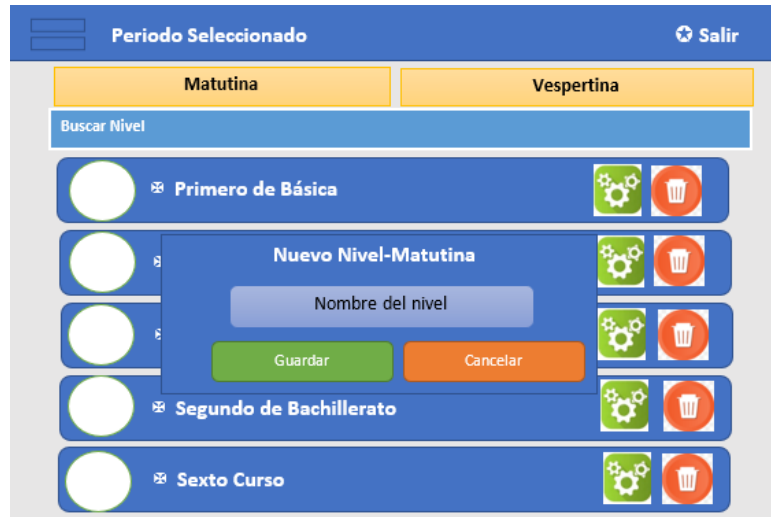 Periodo Seleccionado
Salir
Matutina
Vespertina
Buscar Nivel
Primero de Básica
Nuevo Nivel-Matutina
Nombre del nivel
Guardar
Cancelar
Segundo de Bachillerato
Sexto Curso